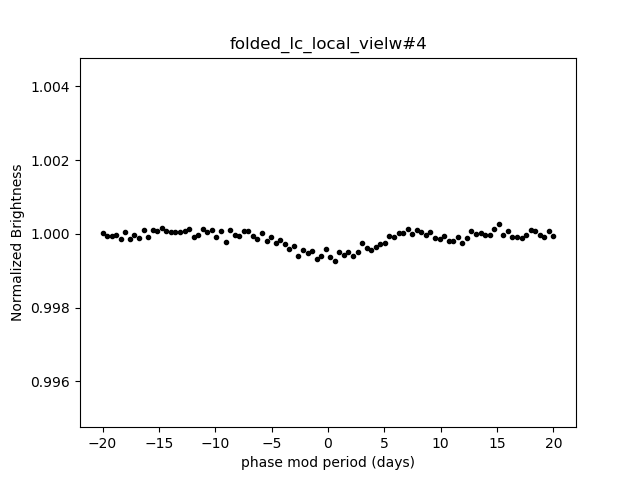 folded_lc_local_vielw#4
1.004
1.002
1.000
0.998
0.996
Normalized Brightness
−20 −15 −10 −5 0 5 10 15 20
phase mod period (days)